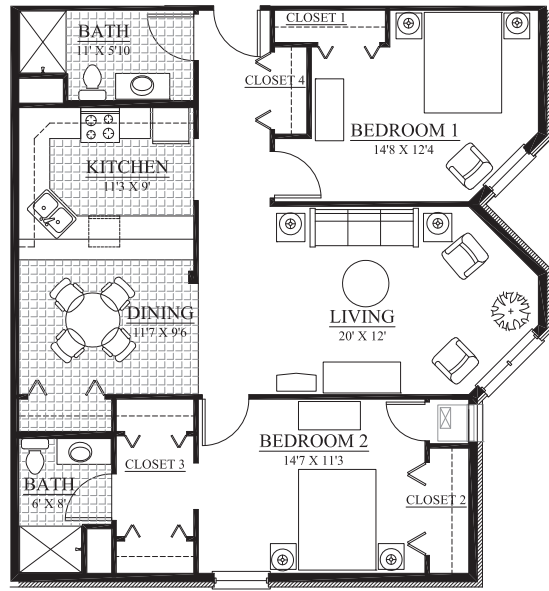 CLOSET 1
BATH
11' X 5'10
CLOSET 4
BEDROOM 1
14'8 X 12'4
KITCHEN
11'3 X 9'
DINING
11'7 X 9'6
LIVING
20' X 12'
BEDROOM 2
14'7 X 11'3
CLOSET 3
BATH
6' X 8'
CLOSET 2